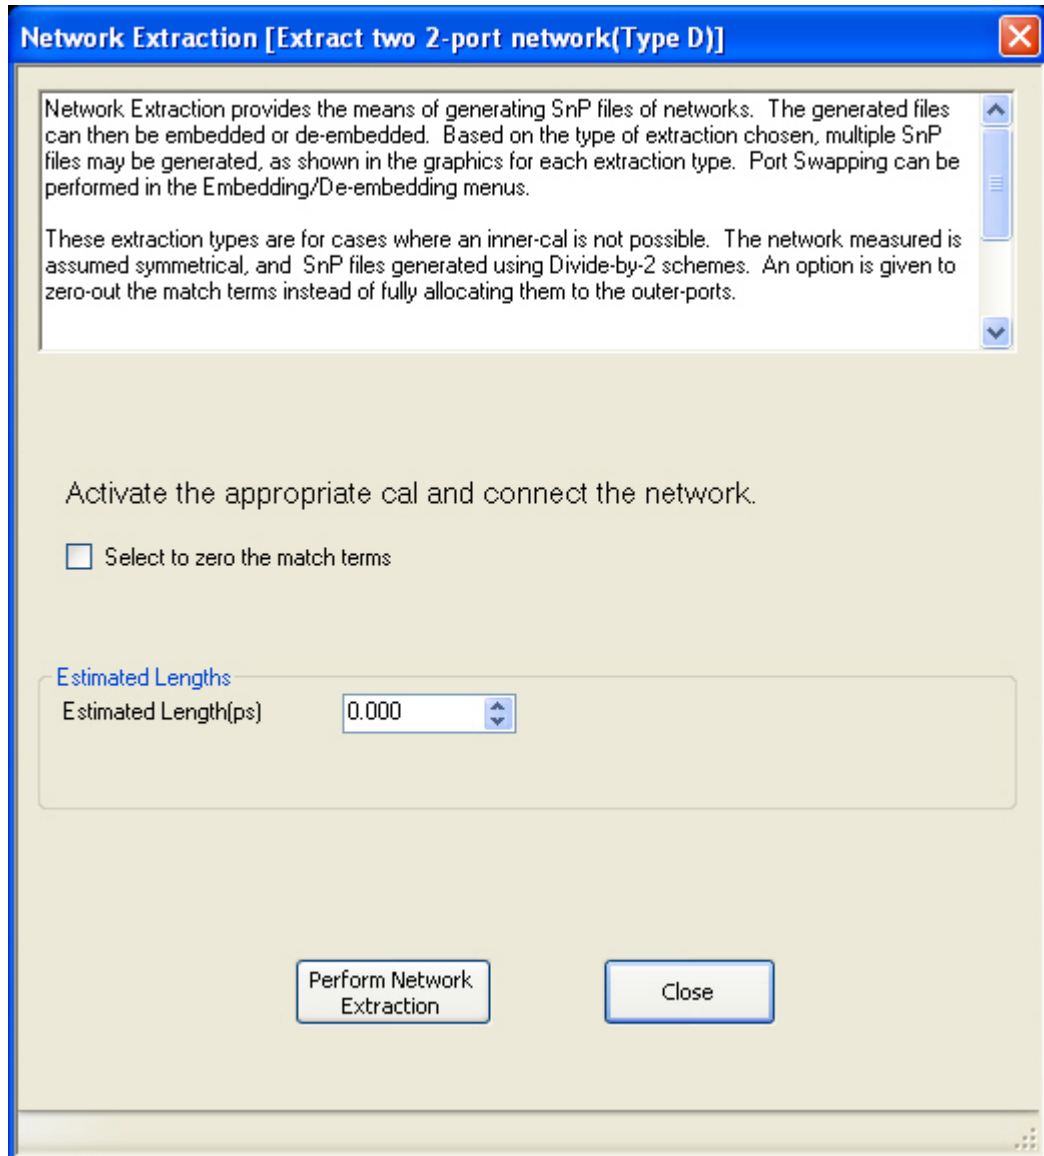 Network Extraction [Extract two 2-port network(Type D)]
Network Extraction provides the means of generating SnP files of networks.  The generated files
can then be embedded or de-embedded.  Based on the type of extraction chosen, multiple SnP
files may be generated, as shown in the graphics for each extraction type.  Port Swapping can be
performed in the Embedding/De-embedding menus.
These extraction types are for cases where an inner-cal is not possible.  The network measured is
assumed symmetrical, and  SnP files generated using Divide-by-2 schemes.  An option is given to
zero-out the match terms instead of fully allocating them to the outer-ports.
Activate the appropriate cal and connect the network.
Select to zero the match terms
Estimated Lengths
Estimated Length(ps) 0.000
Perform Network
Extraction
Close